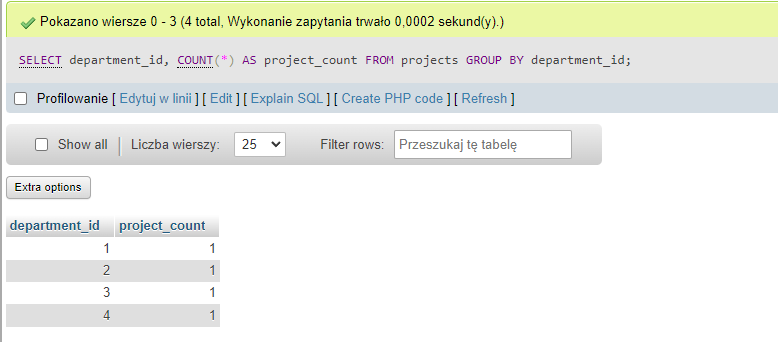 Pokazano wiersze 0 - 3 (4 total, Wykonanie zapytania trwało 0,0002 sekund(y).)
SELECT department_id, COUNT(*) AS project_count FROM projects GROUP BY department_id;
Profilowanie [ Edytuj w linii ] [ Edit ] [ Explain SQL ] [ Create PHP code ] [ Refresh ]
Show all Liczba wierszy: 25 Filter rows: Przeszukaj tę tabelę
Extra options
department_id project_count
1 1
2 1
3 1
4 1